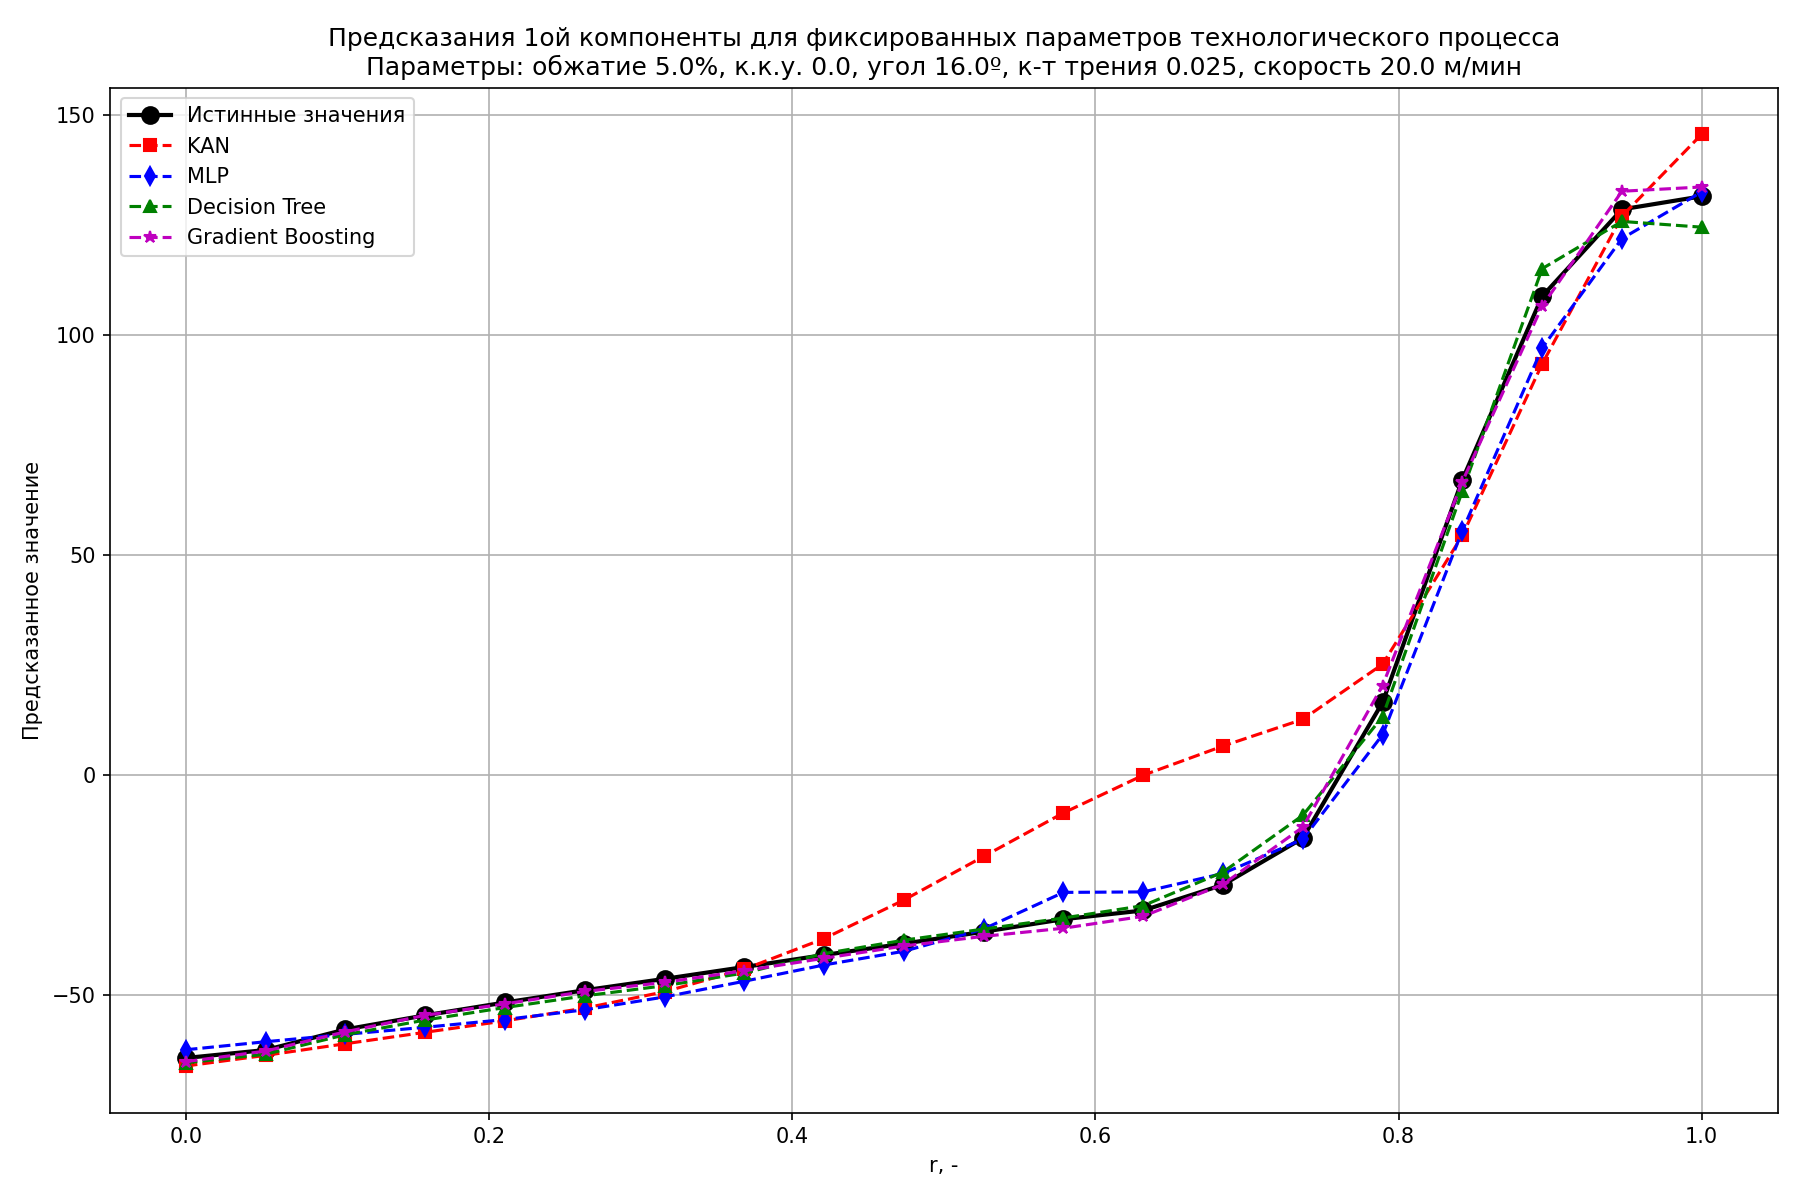 Предсказания 1ой компоненты для фиксированных параметров технологического процесса
Параметры: обжатие 5.0%, к.к.у. 0.0, угол 16.0º, к-т трения 0.025, скорость 20.0 м/мин
Истинные значения
KAN
MLP
Decision Tree
Gradient Boosting
Предсказанное значение
150
100
50
0
−50
0.0
0.2
0.4
0.6
0.8
1.0
r, -